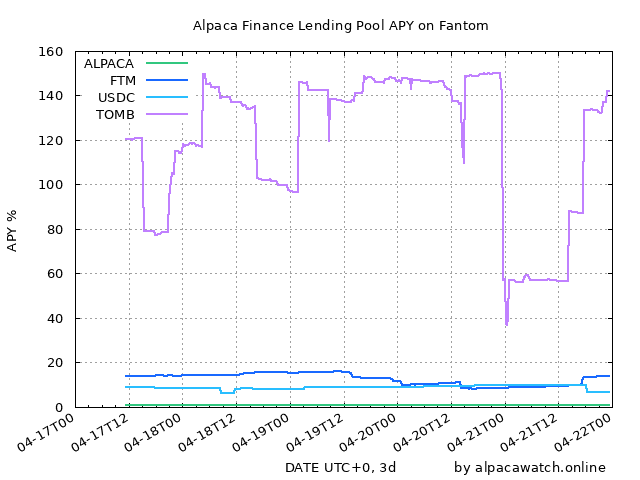 Alpaca Finance Lending Pool APY on Fantom
ALPACA
FTM
USDC
TOMB
APY %
160
140
120
100
80
60
40
20
0
04-17T00
04-17T12
04-18T00
04-18T12
04-19T00
04-19T12
04-20T00
04-20T12
04-21T00
04-21T12
04-22T00
DATE UTC+0, 3d
by alpacawatch.online